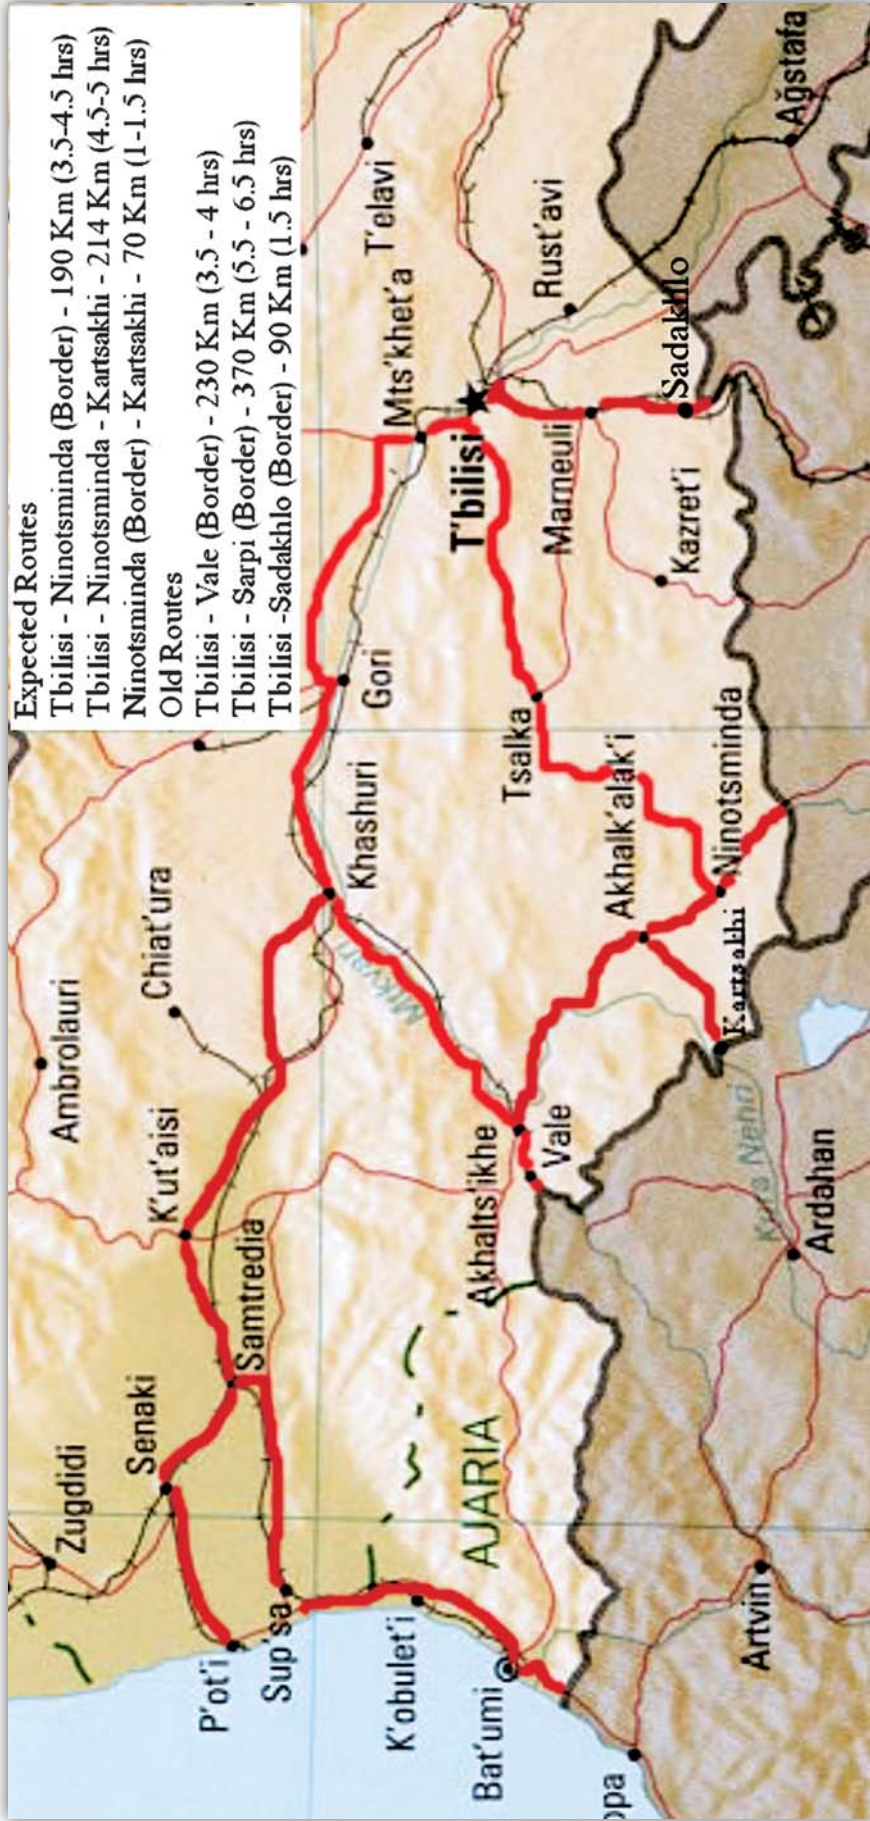 Expected Routes
Tbilisi - Ninotsminda (Border) - 190 Km (3.5-4.5 hrs)
Tbilisi - Ninotsminda - Kartsakhi - 214 Km (4.5-5 hrs)
Ninotsminda (Border) - Kartsakhi - 70 Km (1-1.5 hrs)
Old Routes
Tbilisi - Vale (Border) - 230 Km (3.5 - 4 hrs)
Tbilisi - Sarpi (Border) - 370 Km (5.5 - 6.5 hrs)
Tbilisi -Sadakhlo (Border) - 90 Km (1.5 hrs)
Zugdidi
Ambrolauri
Senaki
K'ut'aisi
Chiat'ura
P'ot'i
Samtredia
Sup'sa
Khashuri
Gori
Mts'khet'a
T'elavi
Mtkvari
K'obulet'i
AJARIA
T'bilisi
Rust'avi
Bat'umi
Akhalts'ikhe
Vale
Tsalka
Marneuli
Akhalk'alak'i
Sadakhlo
Kazret'i
Ninotsminda
Kartsakhi
Ağstafa
opa
Artvin
Kura Nehri
Ardahan